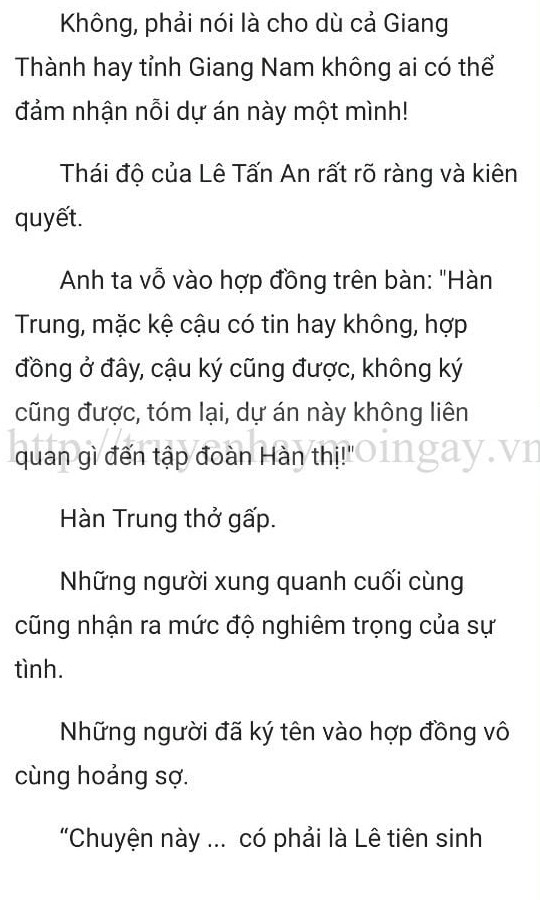 Không, phải nói là cho dù cả Giang
Thành hay tỉnh Giang Nam không ai có thể
đảm nhận nỗi dự án này một mình!
Thái độ của Lê Tấn An rất rõ ràng và kiên
quyết.
Anh ta vỗ vào hợp đồng trên bàn: "Hàn
Trung, mặc kệ cậu có tin hay không, hợp
đồng ở đây, cậu ký cũng được, không ký
cũng được, tóm lại, dự án này không liên
http://truyenhaymoingay.vn
quan gì đến tập đoàn Hàn thị!"
Hàn Trung thở gấp.
Những người xung quanh cuối cùng
cũng nhận ra mức độ nghiêm trọng của sự
tình.
Những người đã ký tên vào hợp đồng vô
cùng hoảng sợ.
“Chuyện này ... có phải là Lê tiên sinh